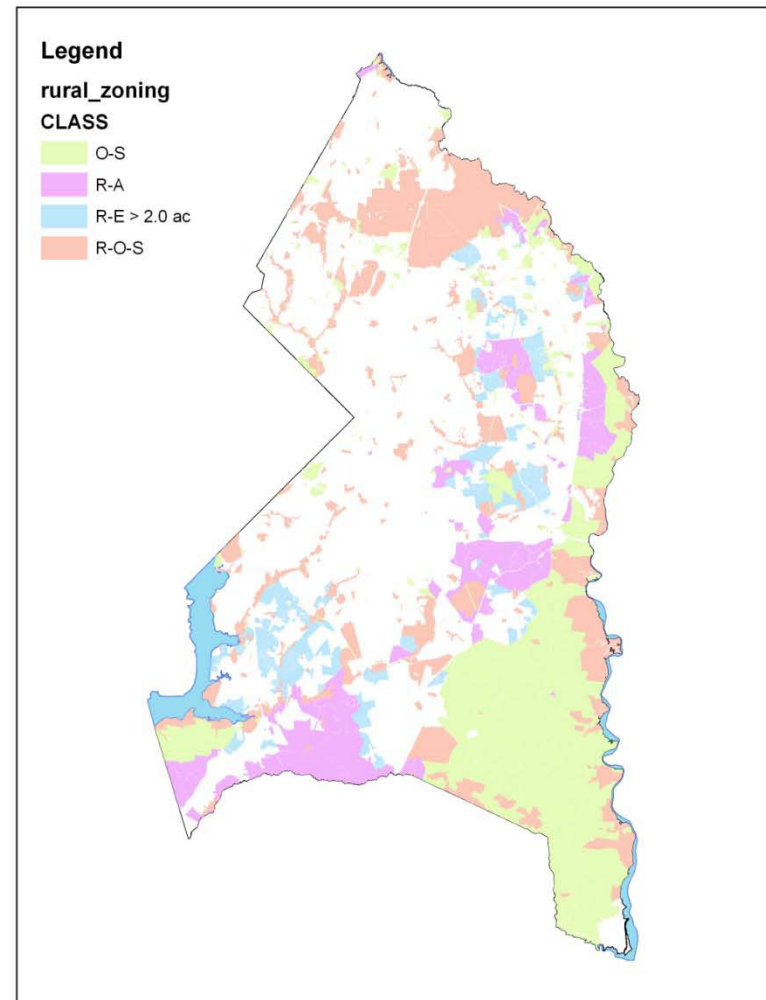 Legend
rural_zoning
CLASS
O-S
R-A
R-E > 2.0 ac
R-O-S